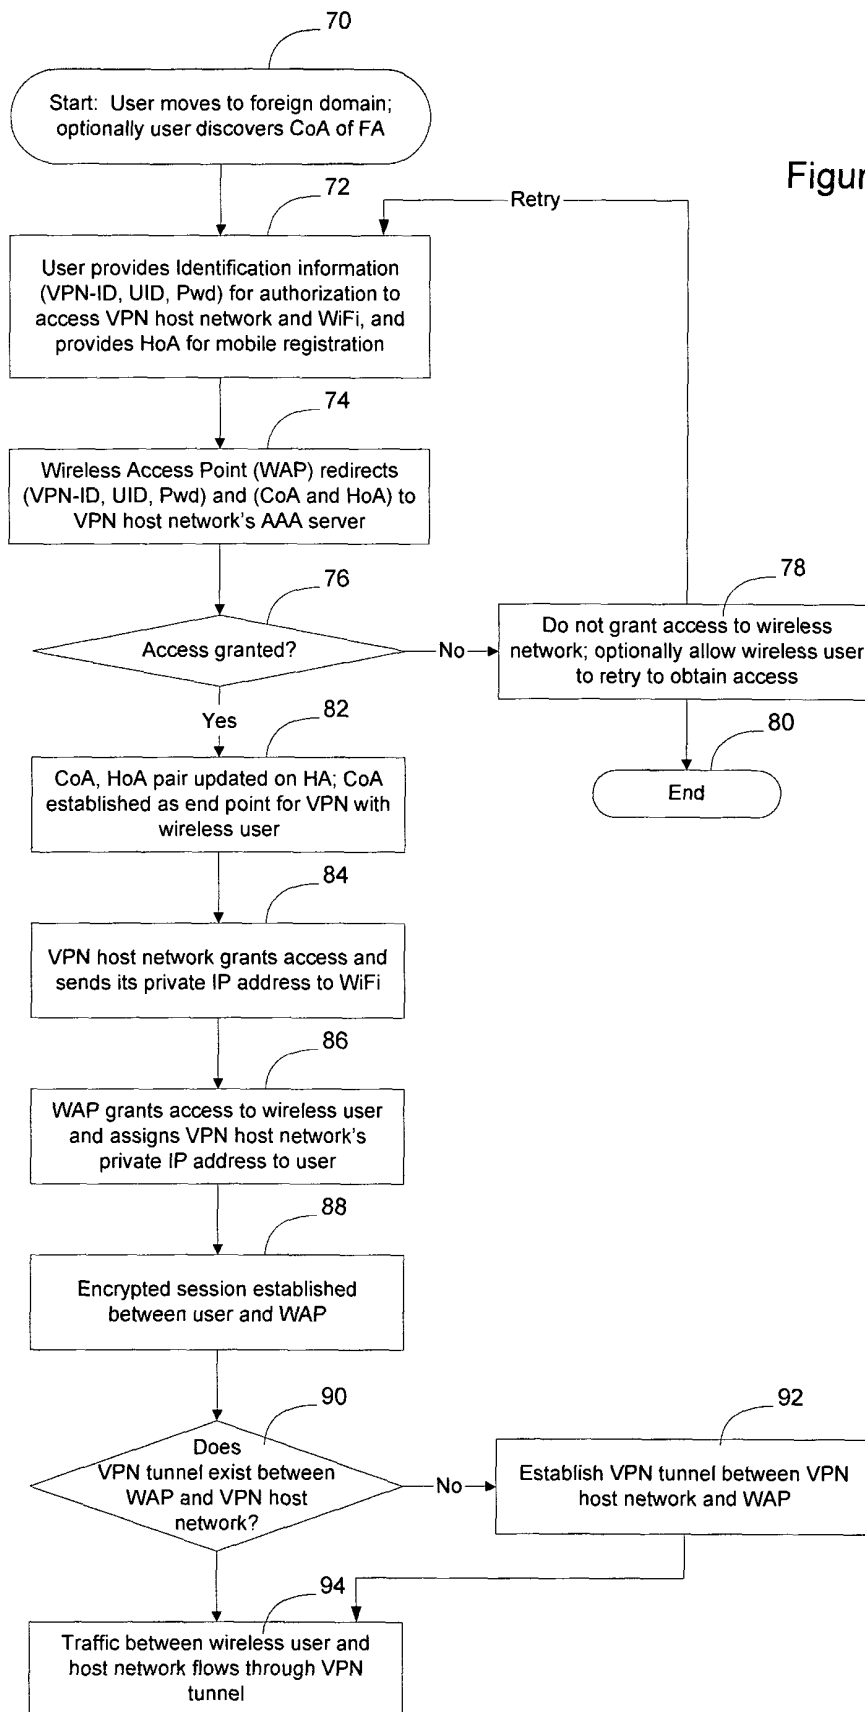 70
Start: User moves to foreign domain;
optionally user discovers CoA of FA
Figur
72
Retry
User provides Identification information
(VPN-ID, UID, Pwd) for authorization to
access VPN host network and WiFi, and
provides HoA for mobile registration
74
Wireless Access Point (WAP) redirects
(VPN-ID, UID, Pwd) and (CoA and HoA) to
VPN host network's AAA server
76
Access granted?
No
78
Do not grant access to wireless
network; optionally allow wireless user
to retry to obtain access
80
End
Yes
82
CoA, HoA pair updated on HA; CoA
established as end point for VPN with
wireless user
84
VPN host network grants access and
sends its private IP address to WiFi
86
WAP grants access to wireless user
and assigns VPN host network's
private IP address to user
88
Encrypted session established
between user and WAP
90
Does
VPN tunnel exist between
WAP and VPN host
network?
No
92
Establish VPN tunnel between VPN
host network and WAP
94
Traffic between wireless user and
host network flows through VPN
tunnel